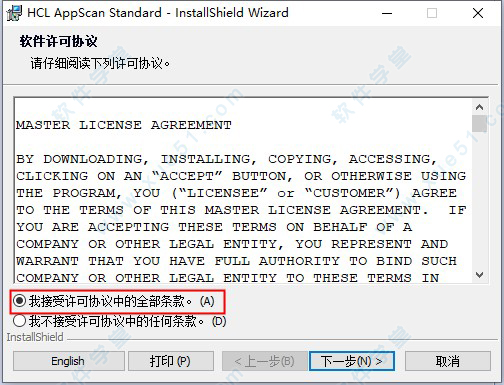 HCL AppScan Standard - InstallShield Wizard
软件许可协议
请仔细阅读下列许可协议。
MASTER LICENSE AGREEMENT
BY DOWNLOADING, INSTALLING, COPYING, ACCESSING,
CLICKING ON AN “ACCEPT” BUTTON, OR OTHERWISE USING
THE PROGRAM, YOU (“LICENSEE” or “CUSTOMER”) AGREE
TO THE TERMS OF THIS MASTER LICENSE AGREEMENT.  IF
YOU ARE ACCEPTING THESE TERMS ON BEHALF OF A
COMPANY OR OTHER LEGAL ENTITY, YOU REPRESENT AND
WARRANT THAT YOU HAVE FULL AUTHORITY TO BIND SUCH
COMPANY OR OTHER LEGAL ENTITY TO THESE TERMS IN
我接受许可协议中的全部条款。 (A)
我不接受许可协议中的任何条款。 (D)
InstallShield
English 打印 (P) < 上一步(B) 下一步(N) > 取消